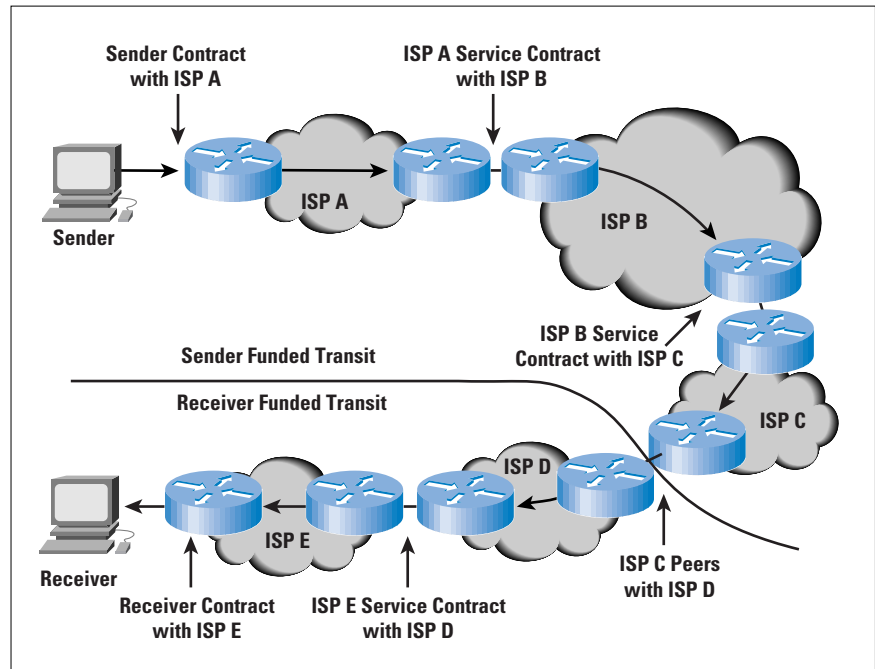 Sender Contract
with ISP A
ISP A Service Contract
with ISP B
ISP A
ISP B
Sender
ISP B Service
Contract with ISP C
Sender Funded Transit
Receiver Funded Transit
ISP C
ISP D
ISP E
Receiver
ISP C Peers
with ISP D
Receiver Contract
with ISP E
ISP E Service Contract
with ISP D